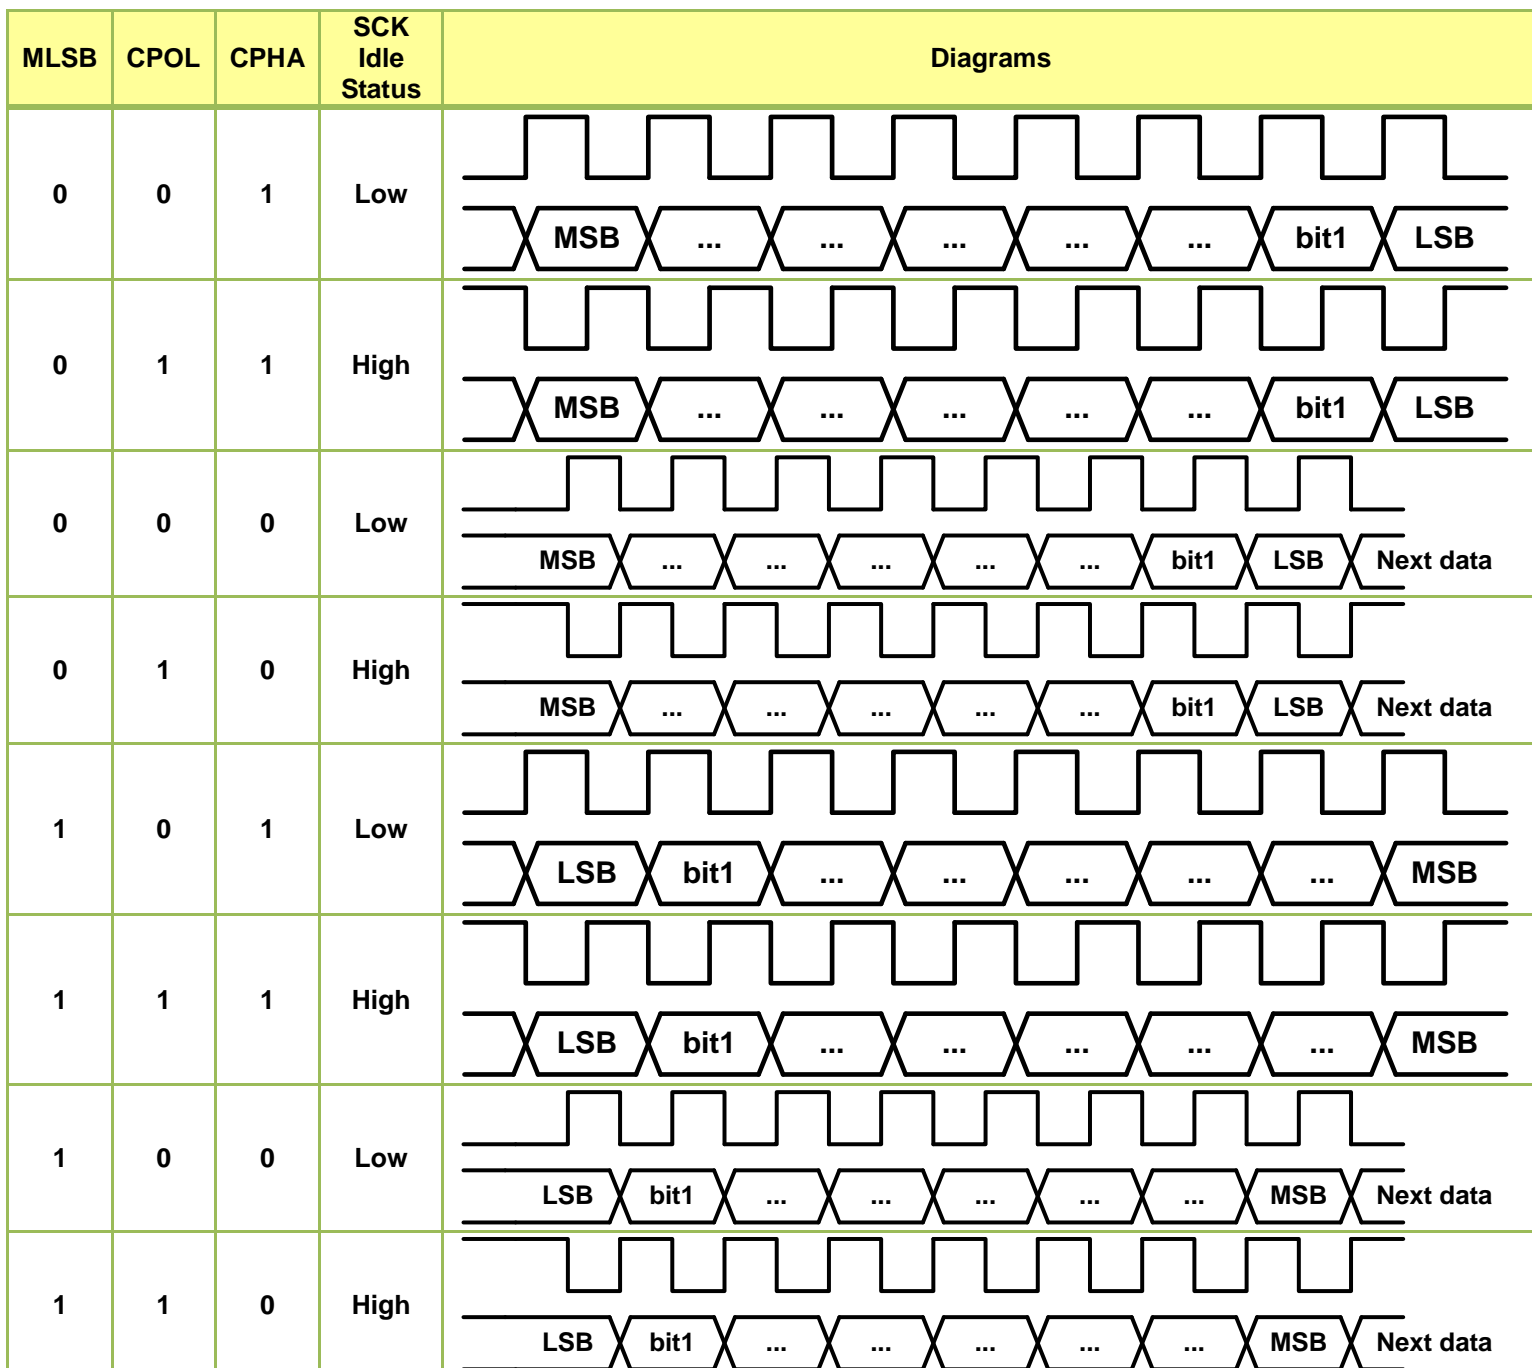 MLSB CPOL CPHA SCK Idle Status Diagrams
0 0 1 Low
MSB ... ... ... ... ... bit1 LSB
0 1 1 High
MSB ... ... ... ... ... bit1 LSB
0 0 0 Low
MSB ... ... ... ... ... bit1 LSB Next data
0 1 0 High
MSB ... ... ... ... ... bit1 LSB Next data
1 0 1 Low
LSB bit1 ... ... ... ... ... MSB
1 1 1 High
LSB bit1 ... ... ... ... ... MSB
1 0 0 Low
LSB bit1 ... ... ... ... ... MSB Next data
1 1 0 High
LSB bit1 ... ... ... ... ... MSB Next data